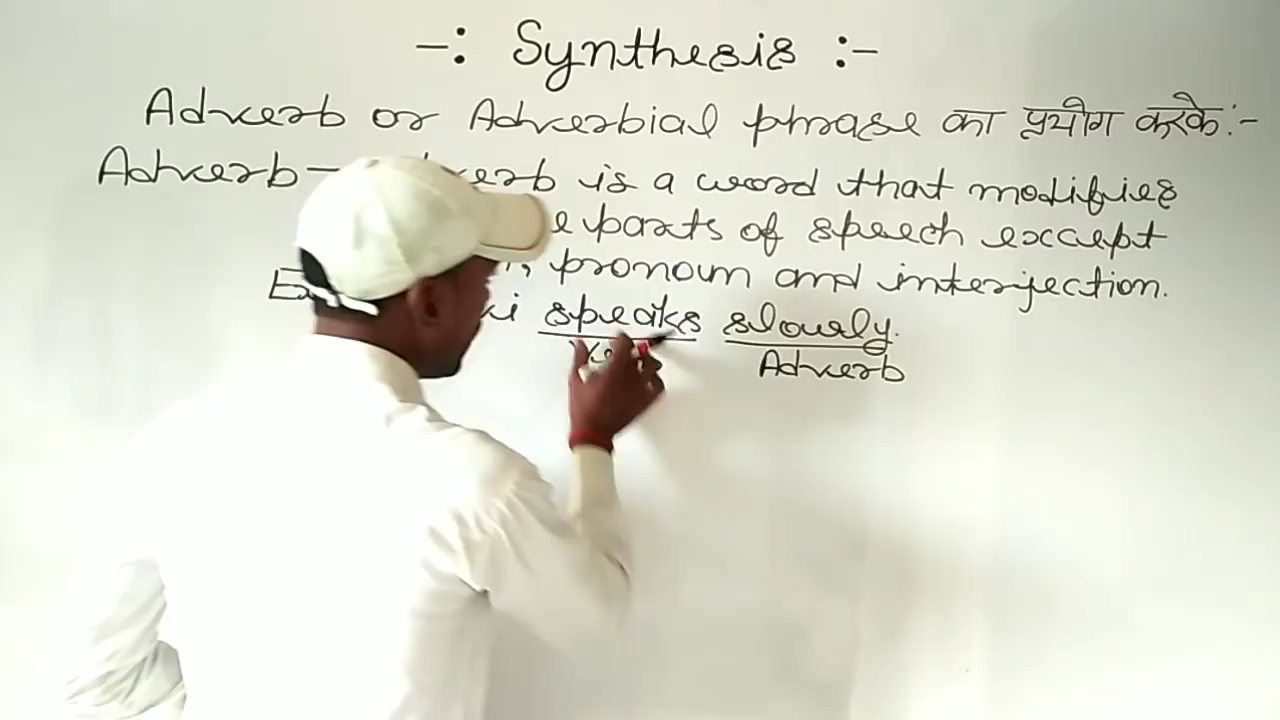 -: Synthesis :-
Adverb or Adverbial phrase का प्रयोग करके:-
Adverb- is a word that modifies
parts of speech except
, pronoun and interjection.
speaks slowly.
Adverb